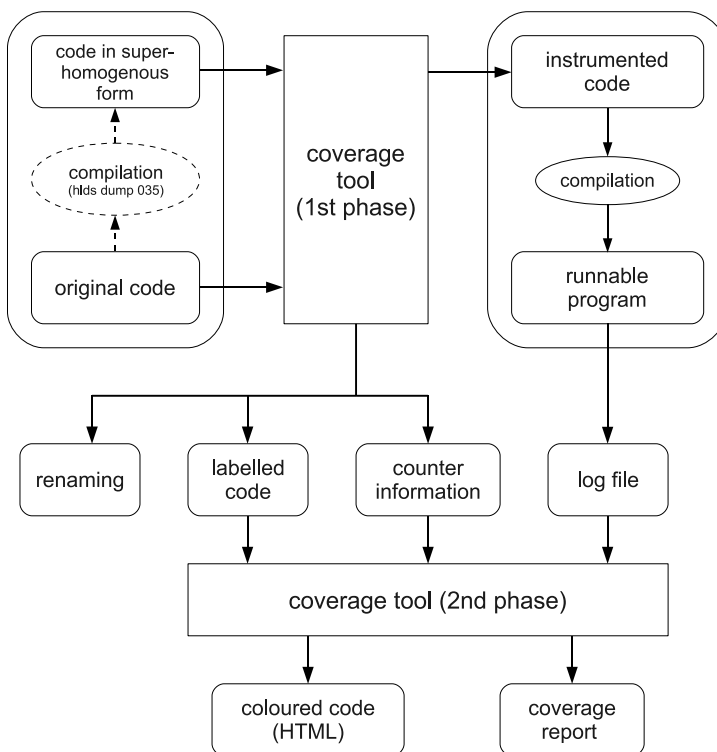 code in super-
homogenous
form
compilation
(hlds dump 035)
original code
coverage
tool
(1st phase)
instrumented
code
compilation
runnable
program
renaming
labelled
code
counter
information
log file
coverage tool (2nd phase)
coloured code
(HTML)
coverage
report